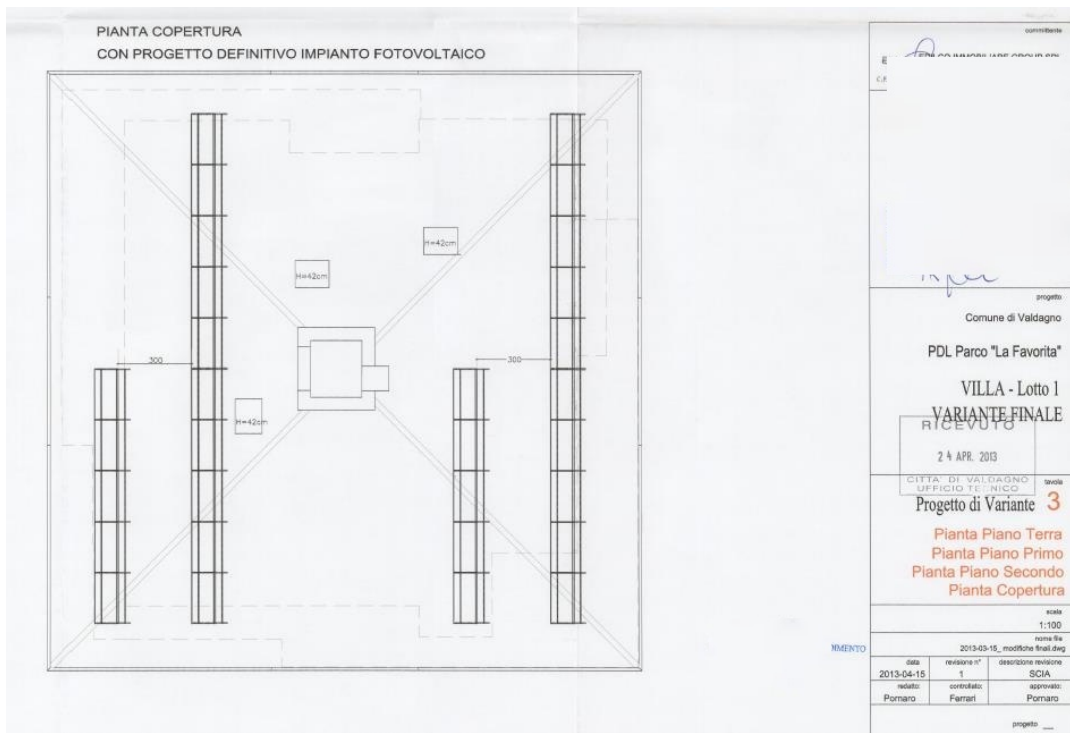 PIANTA COPERTURA
CON PROGETTO DEFINITIVO IMPIANTO FOTOVOLTAICO
H=42cm
H=42cm
300
300
H=42cm
committente
progetto
Comune di Valdagno
PDL Parco "La Favorita"
VILLA - Lotto 1
VARIANTE FINALE
RICEVUTO
24 APR. 2013
CITTA' DI VALDAGNO
UFFICIO TECNICO
tavola
Progetto di Variante 3
Pianta Piano Terra
Pianta Piano Primo
Pianta Piano Secondo
Pianta Copertura
scala
1:100
nome file
2013-03-15_ modifiche finali.dwg
data revisione n° descrizione revisione
2013-04-15 1 SCIA
redatto: controllato: approvato:
Pornaro Ferrari Pornaro
progetto